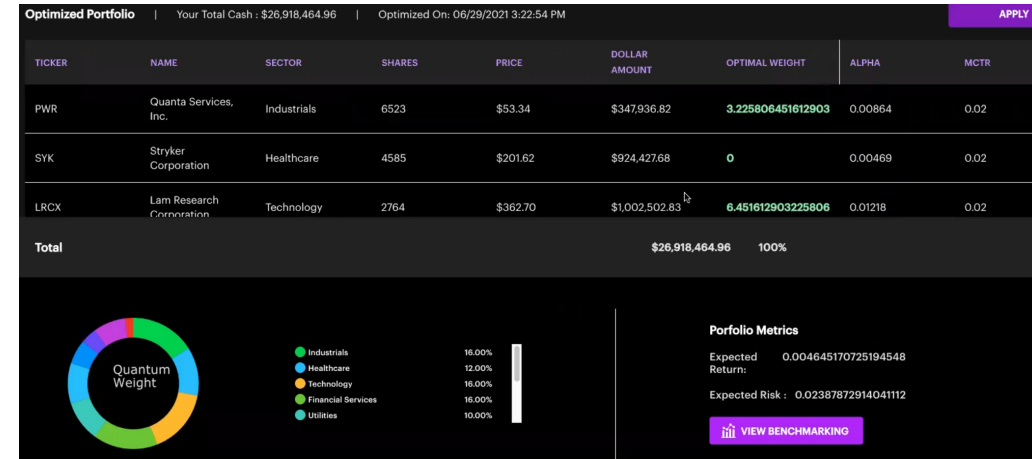 Optimized Portfolio | Your Total Cash : $26,918,464.96 | Optimized On: 06/29/2021 3:22:54 PM APPLY
TICKER NAME SECTOR SHARES PRICE DOLLAR AMOUNT OPTIMAL WEIGHT ALPHA MCTR
PWR Quanta Services, Inc. Industrials 6523 $53.34 $347,936.82 3.225806451612903 0.00864 0.02
SYK Stryker Corporation Healthcare 4585 $201.62 $924,427.68 0 0.00469 0.02
LRCX Lam Research Corporation Technology 2764 $362.70 $1,002,502.83 6.451612903225806 0.01218 0.02
Total $26,918,464.96 100%
Quantum
Weight
Industrials 16.00%
Healthcare 12.00%
Technology 16.00%
Financial Services 16.00%
Utilities 10.00%
Porfolio Metrics
Expected Return: 0.004645170725194548
Expected Risk : 0.02387872914041112
VIEW BENCHMARKING